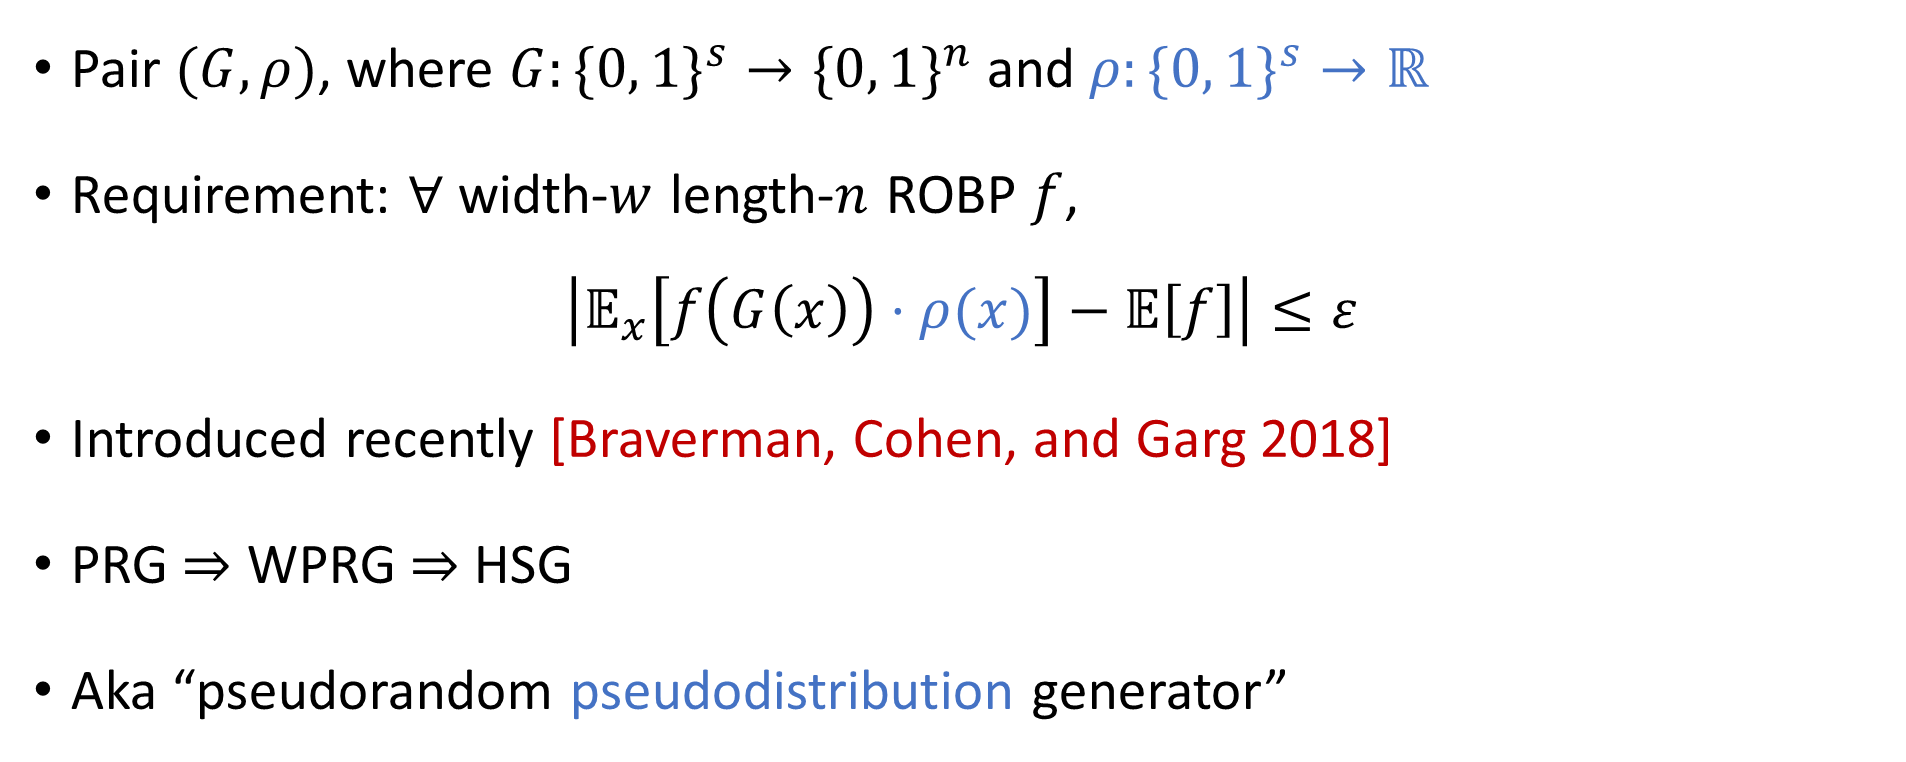 • Pair (𝐺, 𝜌), where 𝐺: {0, 1}ˢ → {0, 1}ⁿ and 𝜌: {0, 1}ˢ → ℝ
• Requirement: ∀ width-𝑤 length-𝑛 ROBP 𝑓,
|𝔼ₓ[𝑓(𝐺(𝑥)) · 𝜌(𝑥)] − 𝔼[𝑓]| ≤ 𝜀
• Introduced recently [Braverman, Cohen, and Garg 2018]
• PRG ⇒ WPRG ⇒ HSG
• Aka “pseudorandom pseudodistribution generator”